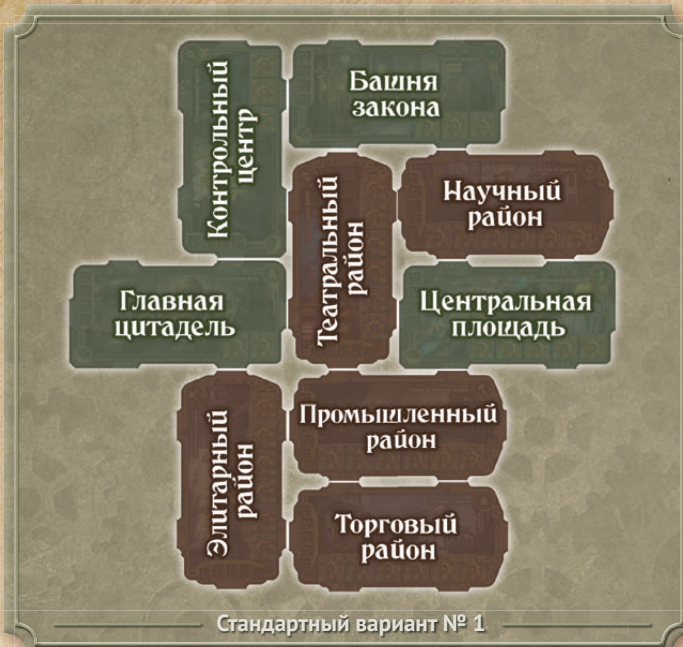 Контрольный
центр
Башня
закона
Театральный
район
Научный
район
Главная
цитадель
Центральная
площадь
Элитарный
район
Промышленный
район
Торговый
район
Стандартный вариант № 1